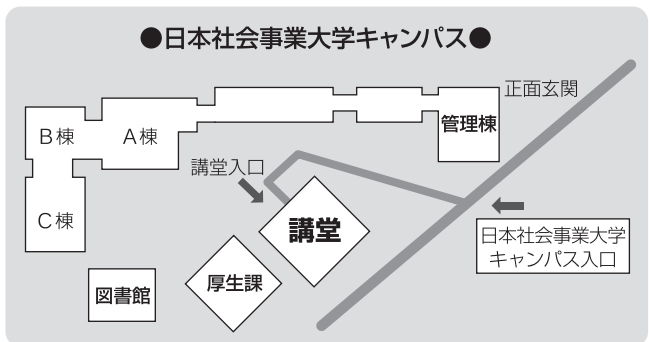 ●日本社会事業大学キャンパス●
正面玄関
管理棟
B棟
A棟
講堂入口
C棟
講堂
日本社会事業大学
キャンパス入口
厚生課
図書館